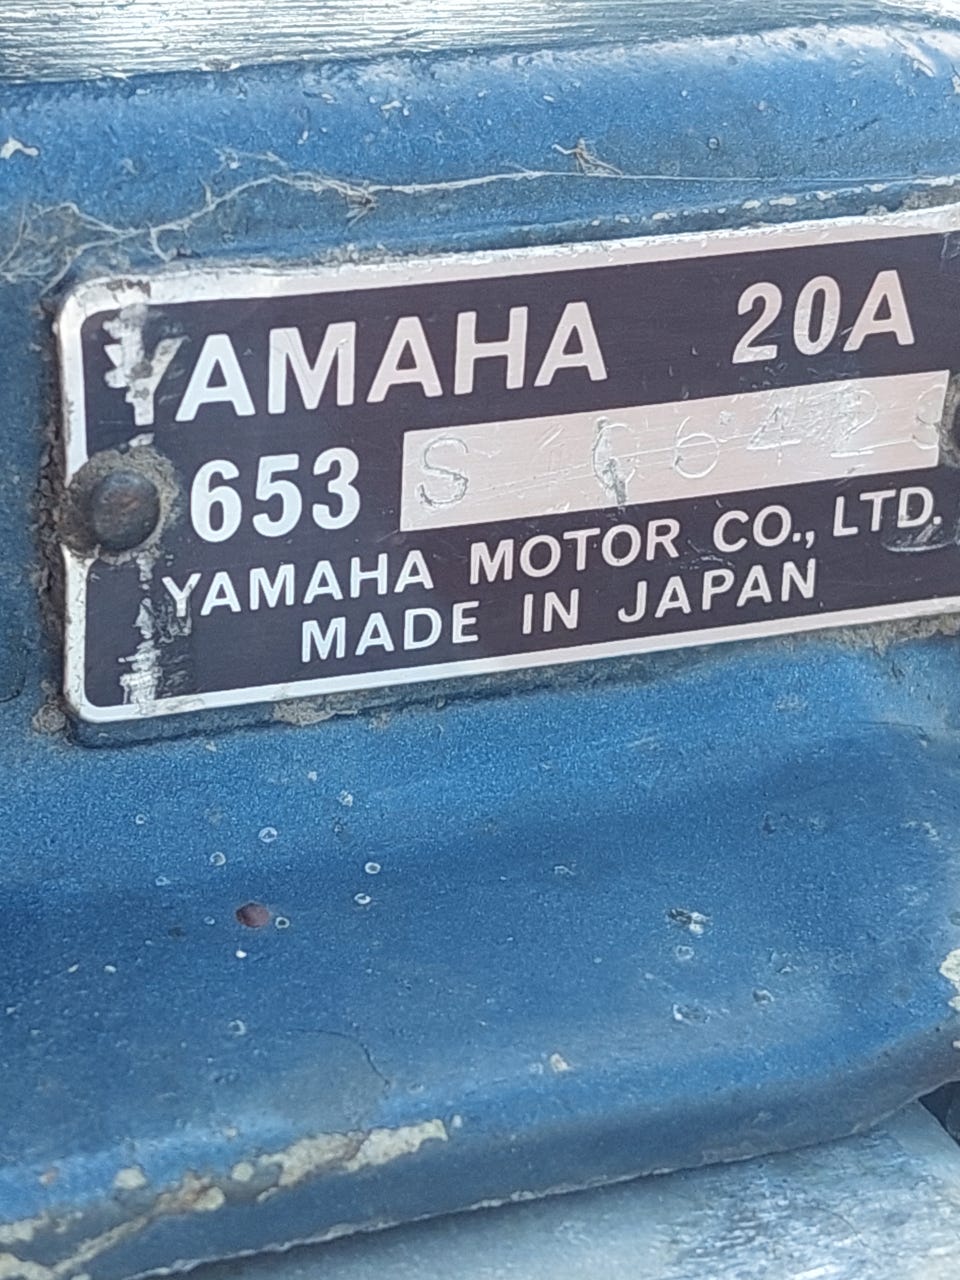 YAMAHA 20A
653 S
YAMAHA MOTOR CO., LTD.
MADE IN JAPAN